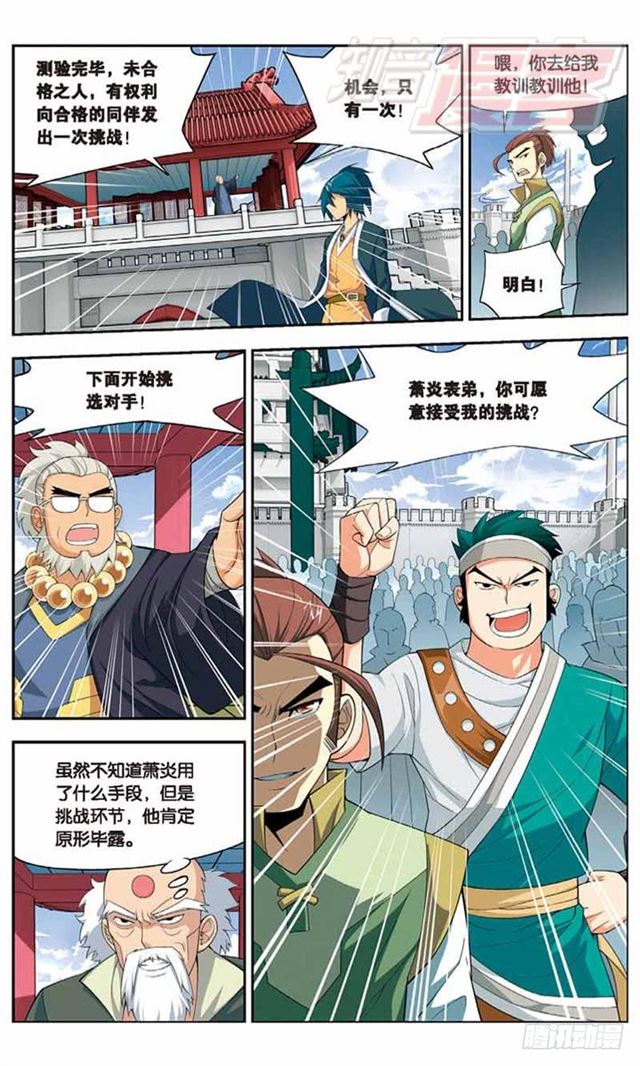 测验完毕，未合
格之人，有权利
向合格的同伴发
出一次挑战！
机会，只
有一次！
知音漫客
喂，你去给我
教训教训他！
明白！
下面开始挑
选对手！
萧炎表弟，你可愿
意接受我的挑战？
虽然不知道萧炎用
了什么手段，但是
挑战环节，他肯定
原形毕露。
腾讯动漫